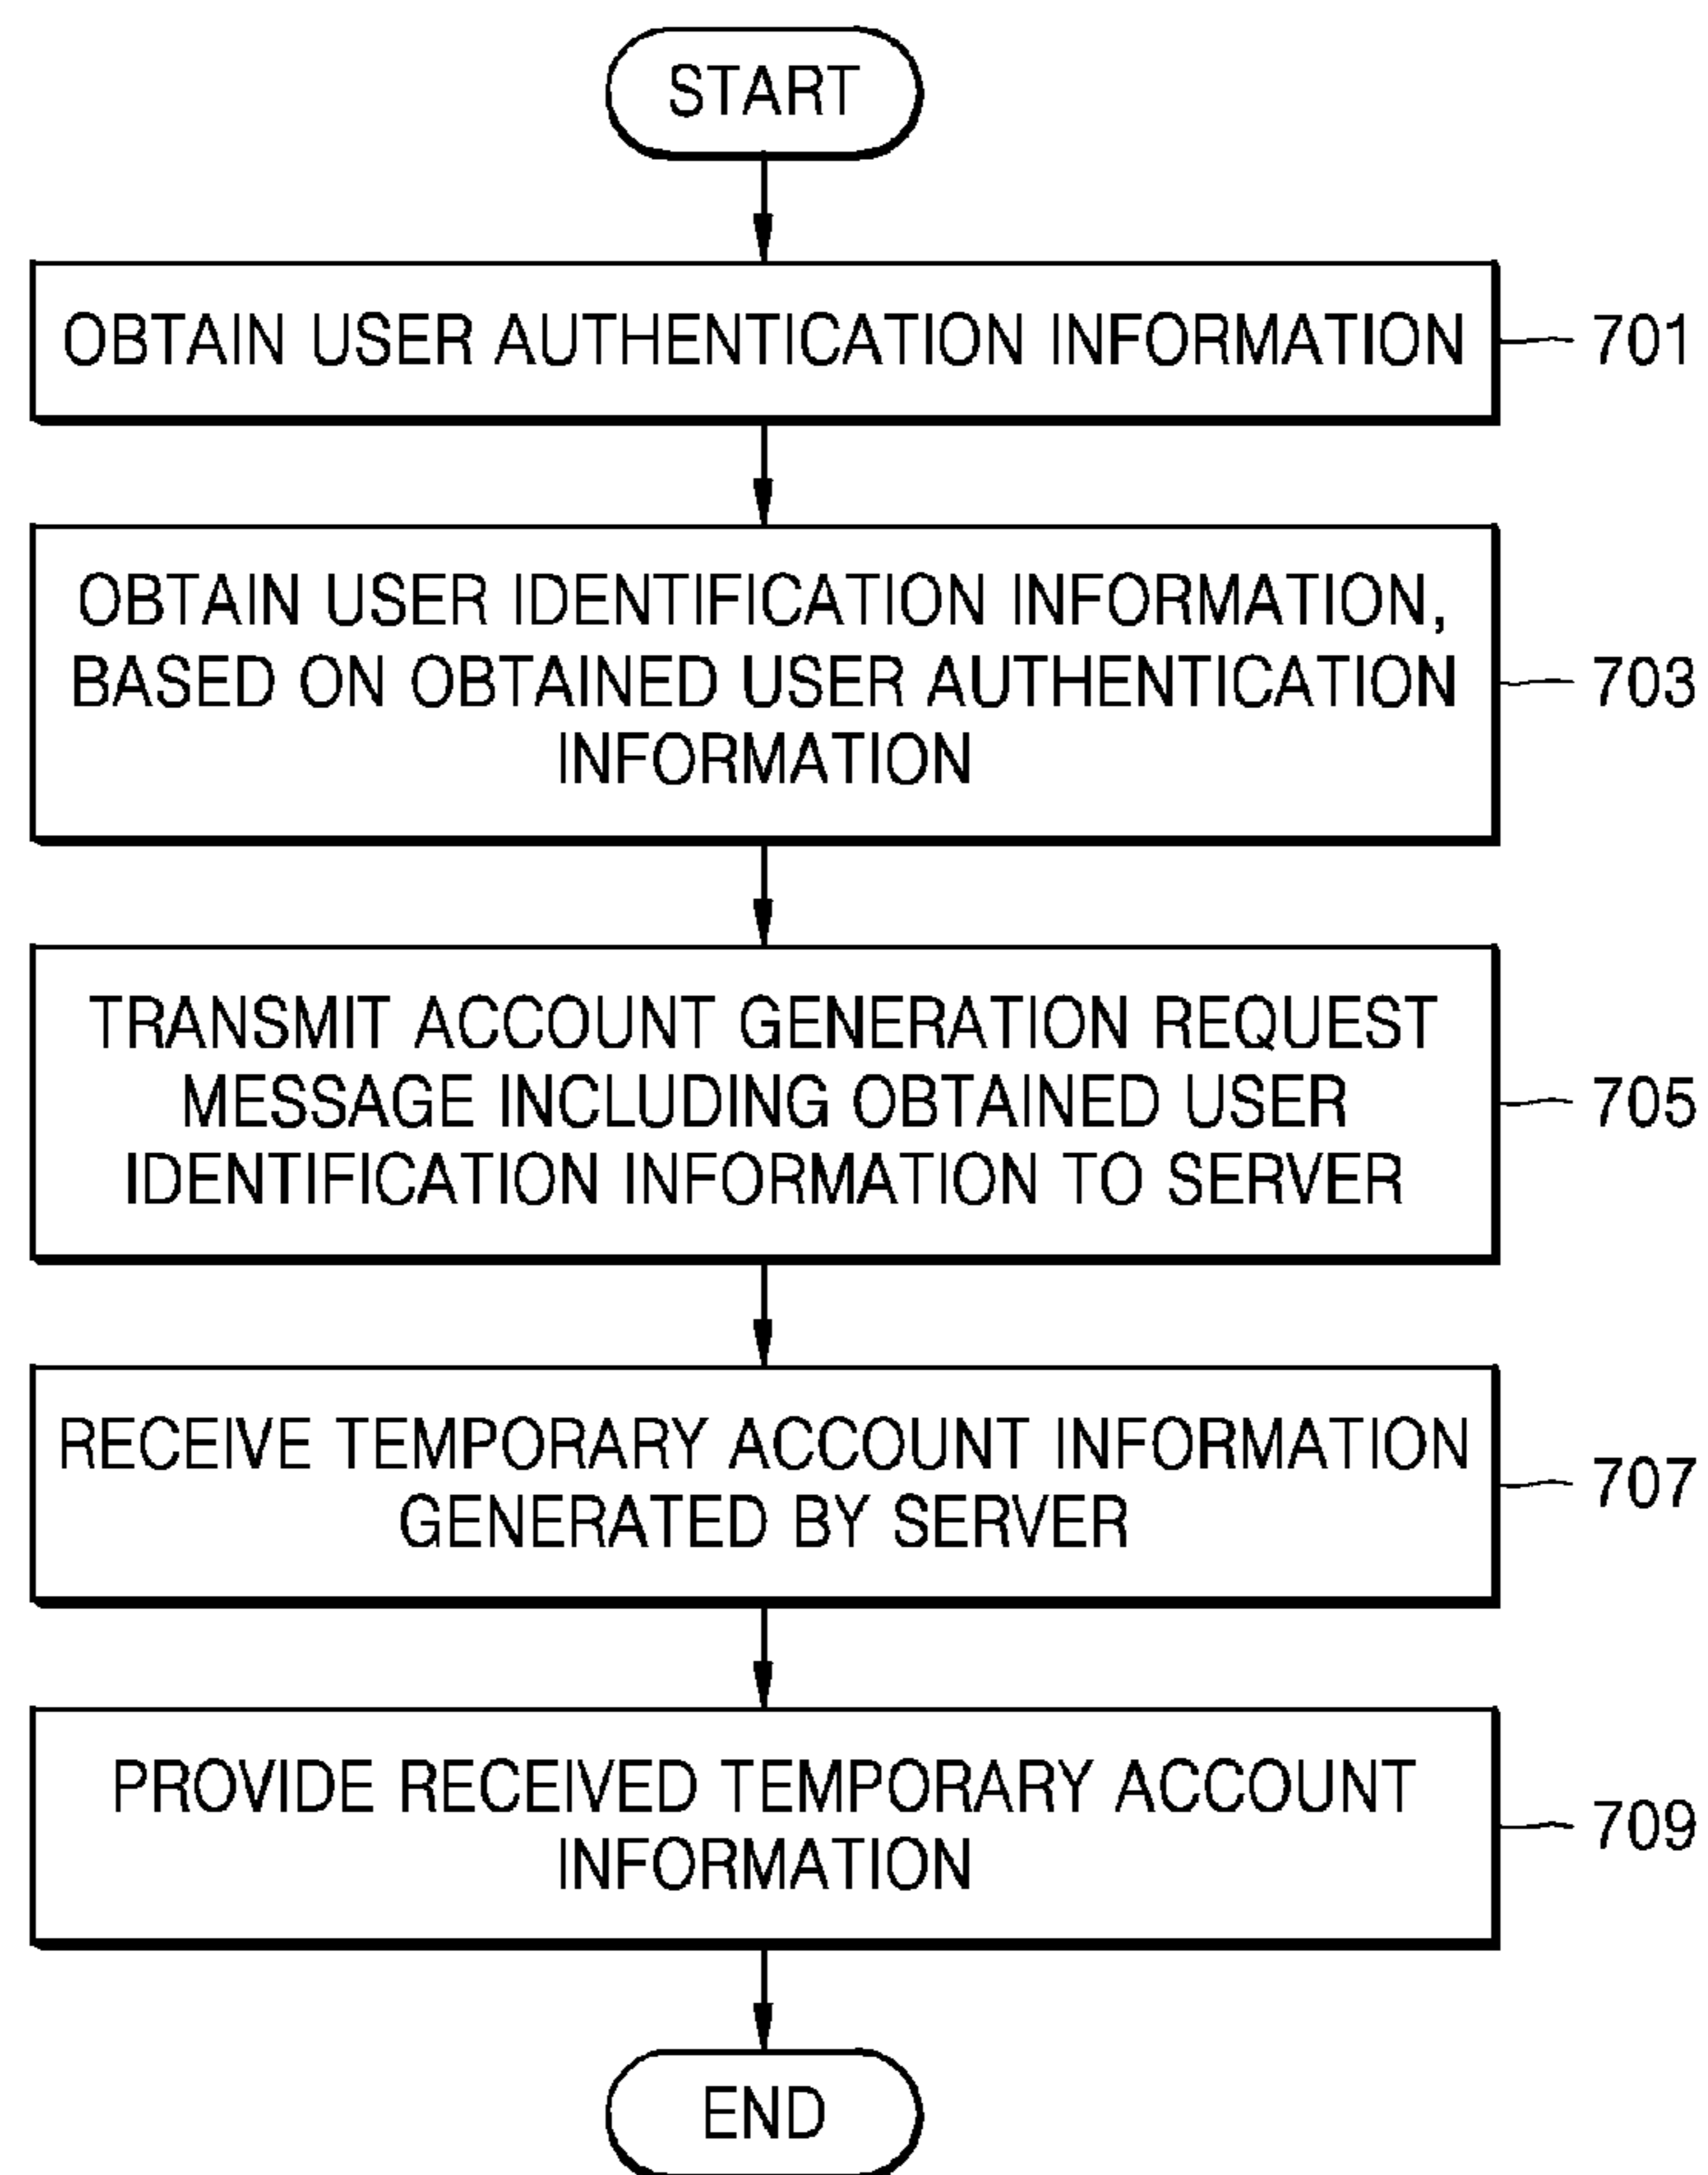 START
OBTAIN USER AUTHENTICATION INFORMATION
701
OBTAIN USER IDENTIFICATION INFORMATION,
BASED ON OBTAINED USER AUTHENTICATION
INFORMATION
703
TRANSMIT ACCOUNT GENERATION REQUEST
MESSAGE INCLUDING OBTAINED USER
IDENTIFICATION INFORMATION TO SERVER
705
RECEIVE TEMPORARY ACCOUNT INFORMATION
GENERATED BY SERVER
707
PROVIDE RECEIVED TEMPORARY ACCOUNT
INFORMATION
709
END